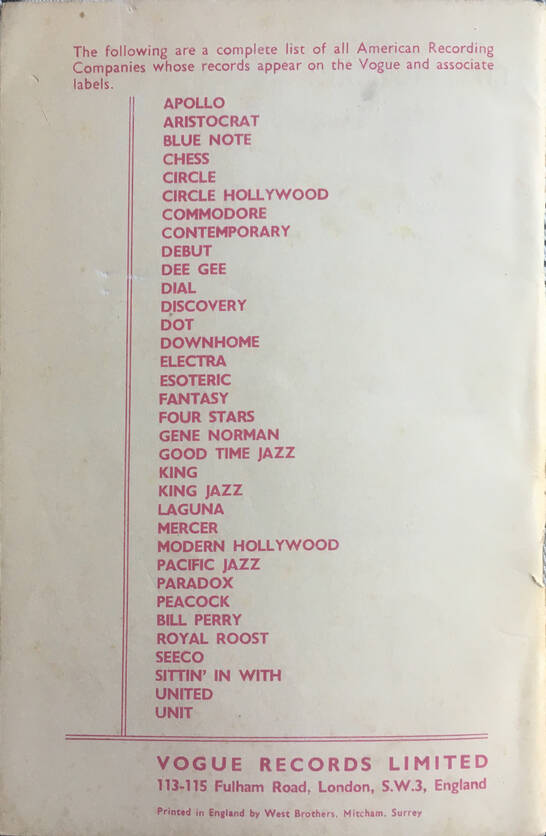 The following are a complete list of all American Recording
Companies whose records appear on the Vogue and associate
labels.
APOLLO
ARISTOCRAT
BLUE NOTE
CHESS
CIRCLE
CIRCLE HOLLYWOOD
COMMODORE
CONTEMPORARY
DEBUT
DEE GEE
DIAL
DISCOVERY
DOT
DOWNHOME
ELECTRA
ESOTERIC
FANTASY
FOUR STARS
GENE NORMAN
GOOD TIME JAZZ
KING
KING JAZZ
LAGUNA
MERCER
MODERN HOLLYWOOD
PACIFIC JAZZ
PARADOX
PEACOCK
BILL PERRY
ROYAL ROOST
SEECO
SITTIN' IN WITH
UNITED
UNIT
VOGUE RECORDS LIMITED
113-115 Fulham Road, London, S.W.3, England
Printed in England by West Brothers, Mitcham, Surrey